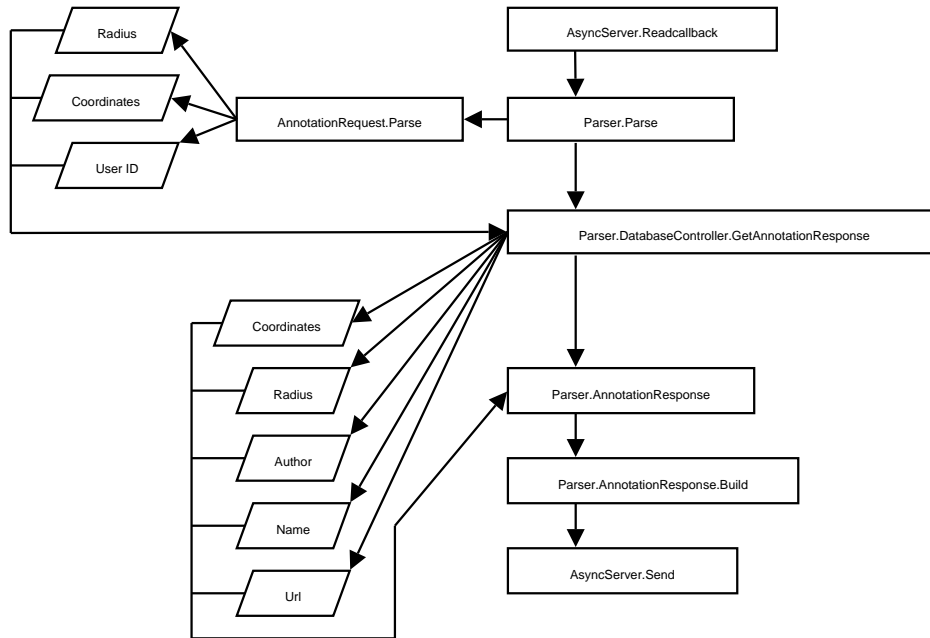 Radius
AsyncServer.Readcallback
Coordinates
AnnotationRequest.Parse
Parser.Parse
User ID
Parser.DatabaseController.GetAnnotationResponse
Coordinates
Radius
Parser.AnnotationResponse
Author
Parser.AnnotationResponse.Build
Name
AsyncServer.Send
Url